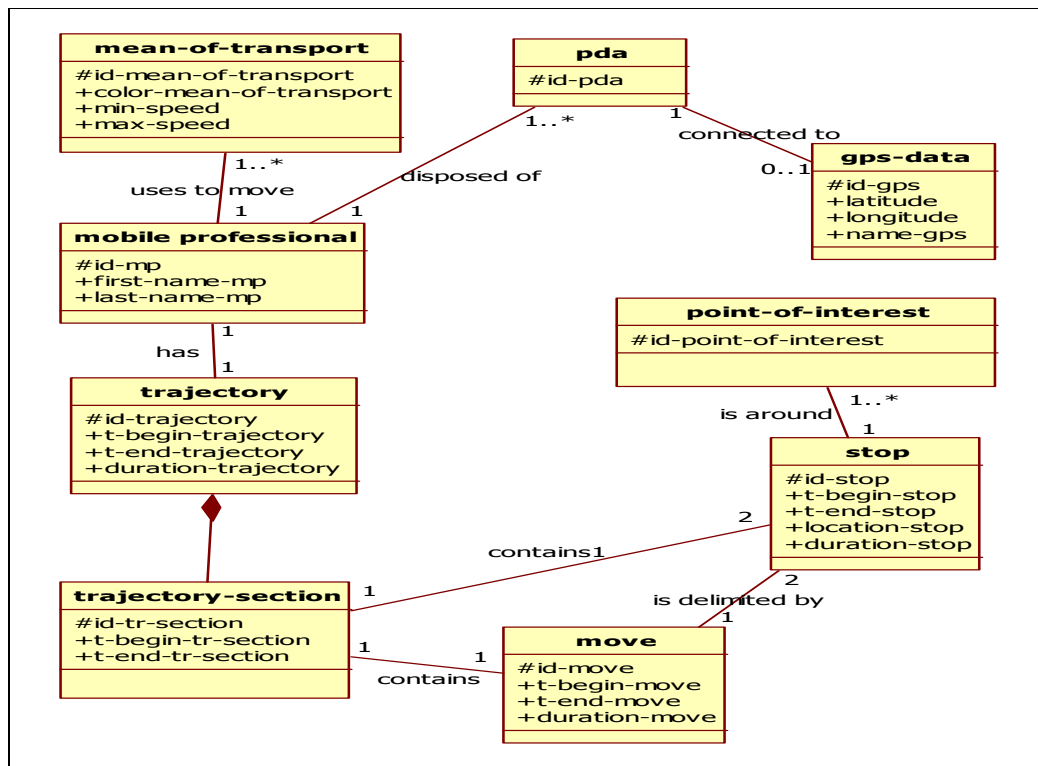 mean-of-transport
#id-mean-of-transport
+color-mean-of-transport
+min-speed
+max-speed
pda
#id-pda
1..*
1
connected to
0..1
gps-data
#id-gps
+latitude
+longitude
+name-gps
1..*
uses to move
1
disposed of
1
mobile professional
#id-mp
+first-name-mp
+last-name-mp
1
has
1
point-of-interest
#id-point-of-interest
1..*
is around
1
trajectory
#id-trajectory
+t-begin-trajectory
+t-end-trajectory
+duration-trajectory
stop
#id-stop
+t-begin-stop
+t-end-stop
+location-stop
+duration-stop
2
contains1
1
2
is delimited by
1
trajectory-section
#id-tr-section
+t-begin-tr-section
+t-end-tr-section
1
contains
1
move
#id-move
+t-begin-move
+t-end-move
+duration-move